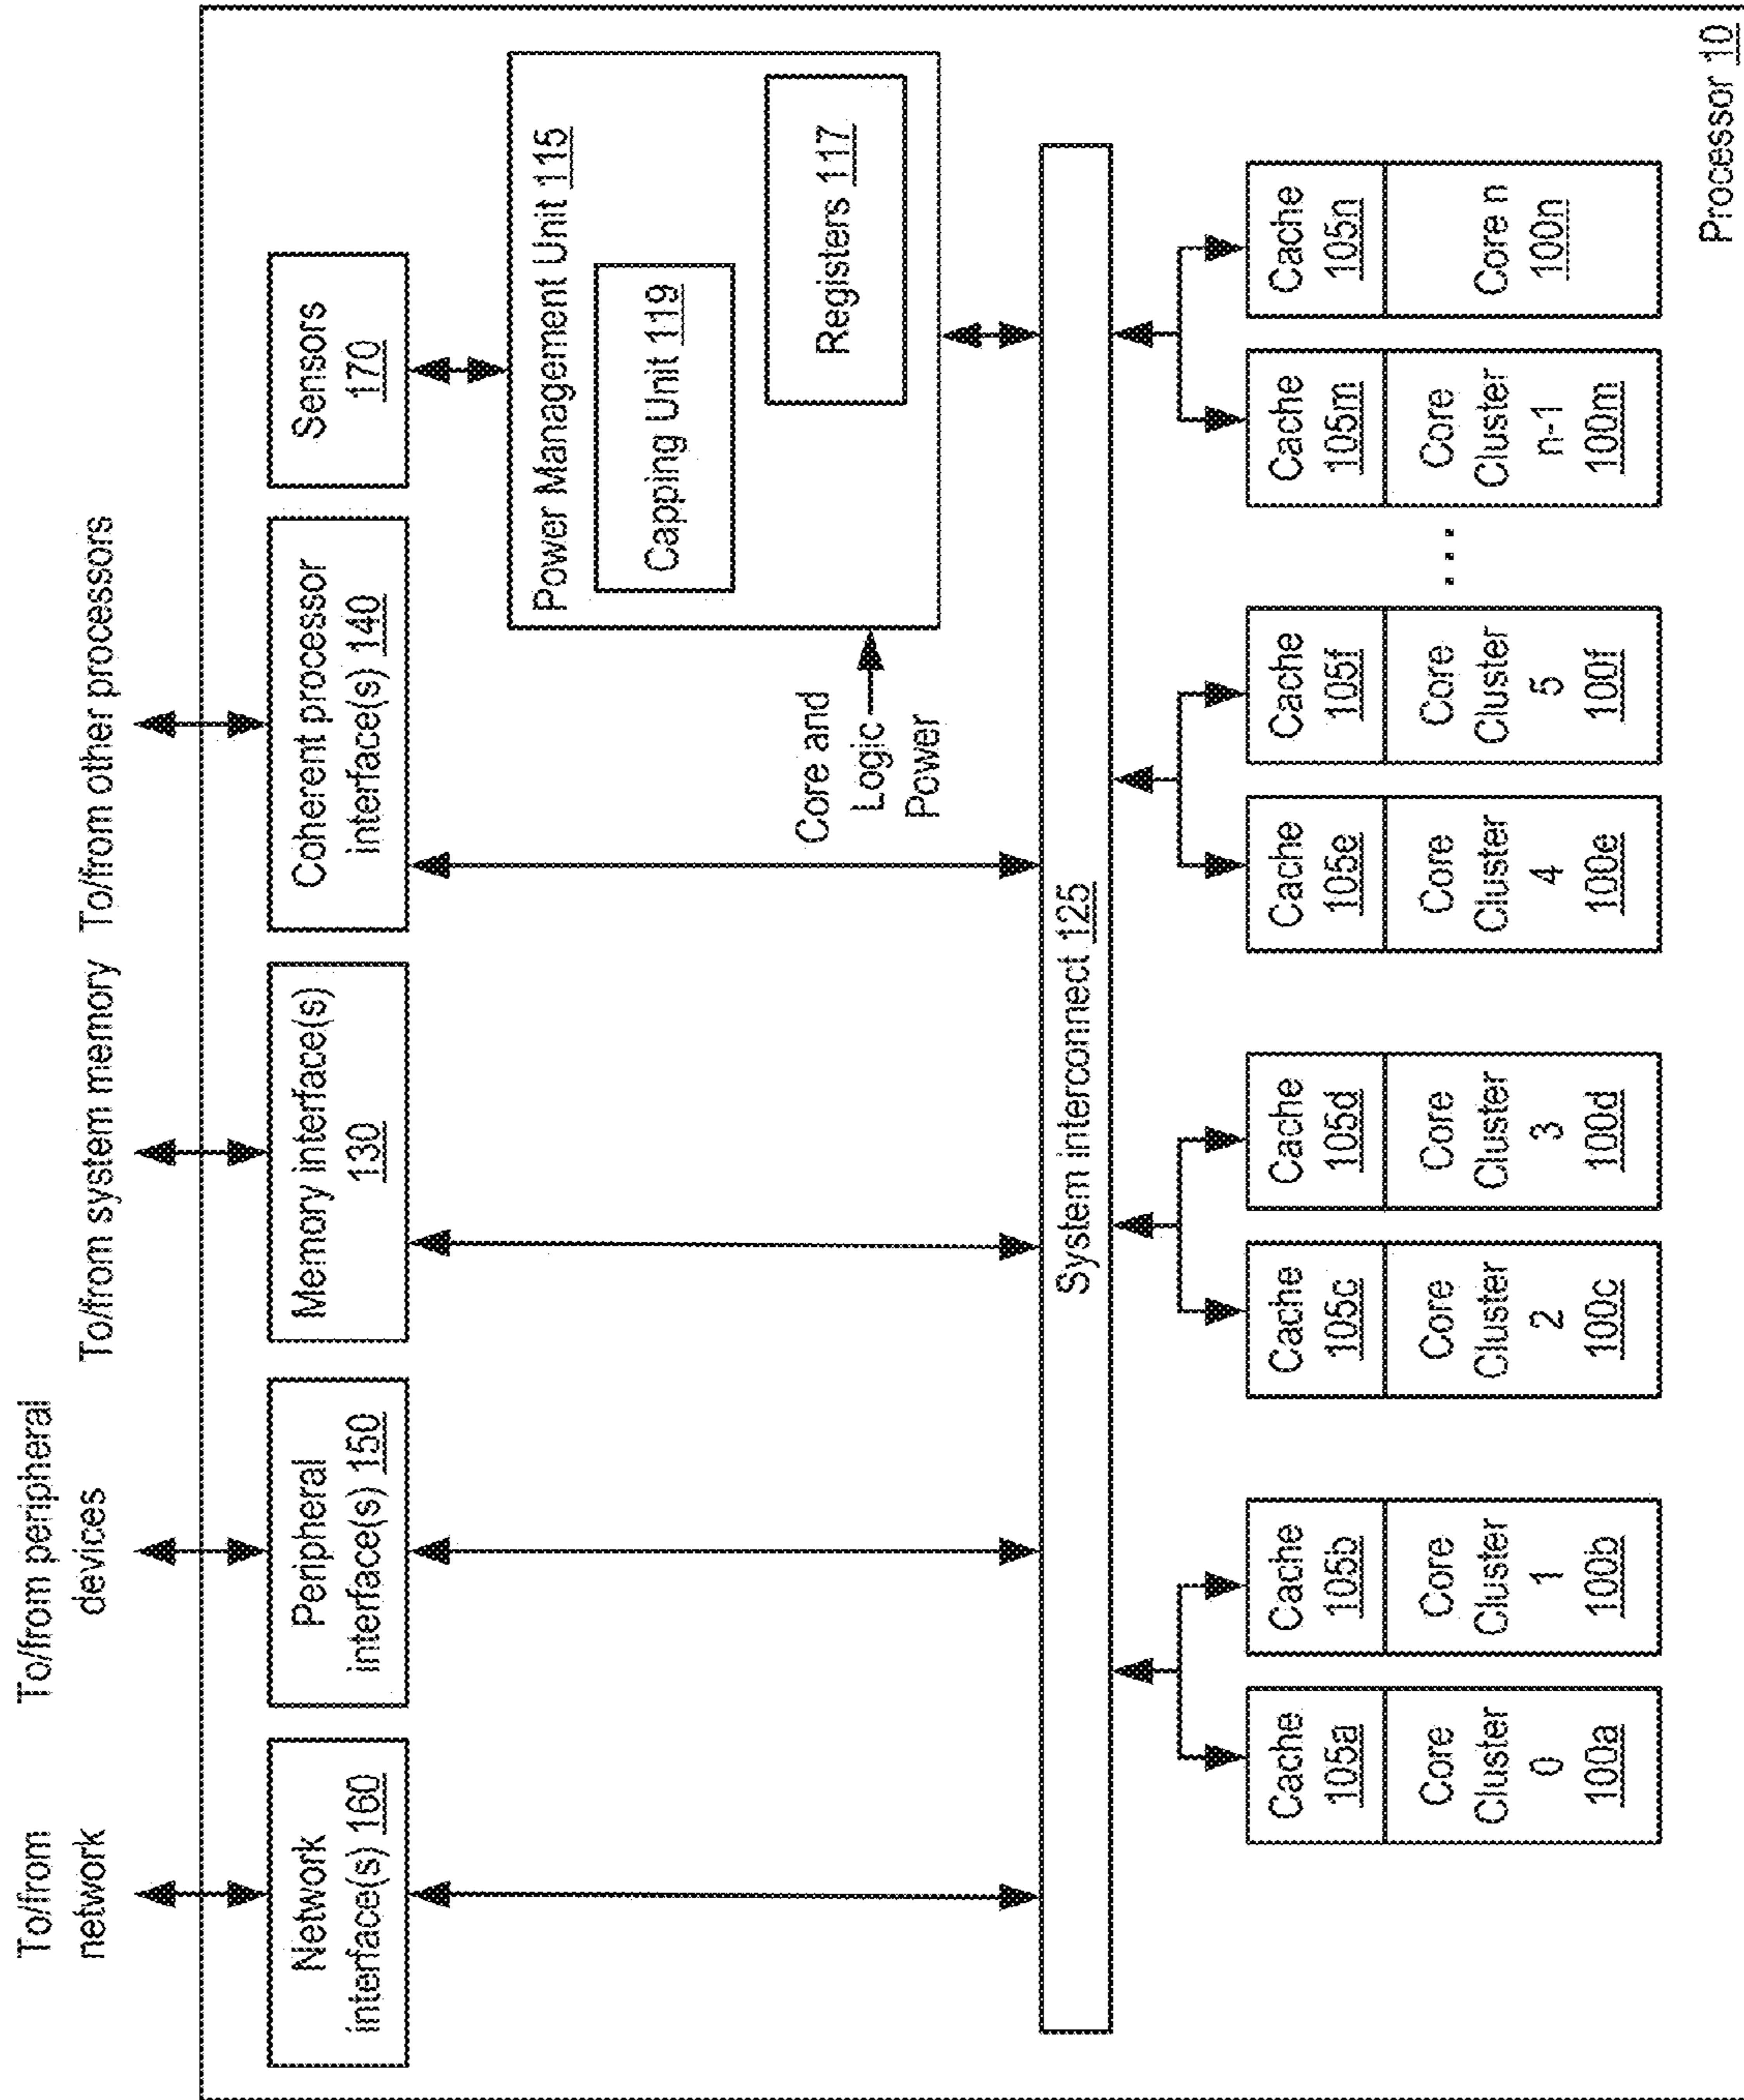 To/from
network
To/from peripheral
devices
To/from system memory
To/from other processors
Network
interface(s) 160
Peripheral
interface(s) 150
Memory interface(s)
130
Coherent processor
interface(s) 140
Sensors
170
Power Management Unit 115
Capping Unit 119
Registers 117
Core and
Logic
Power
System interconnect 125
Cache
105a
Core
Cluster
0
100a
Cache
105b
Core
Cluster
1
100b
Cache
105c
Core
Cluster
2
100c
Cache
105d
Core
Cluster
3
100d
Cache
105e
Core
Cluster
4
100e
Cache
105f
Core
Cluster
5
100f
...
Cache
105m
Core
Cluster
n-1
100m
Cache
105n
Core n
100n
Processor 10